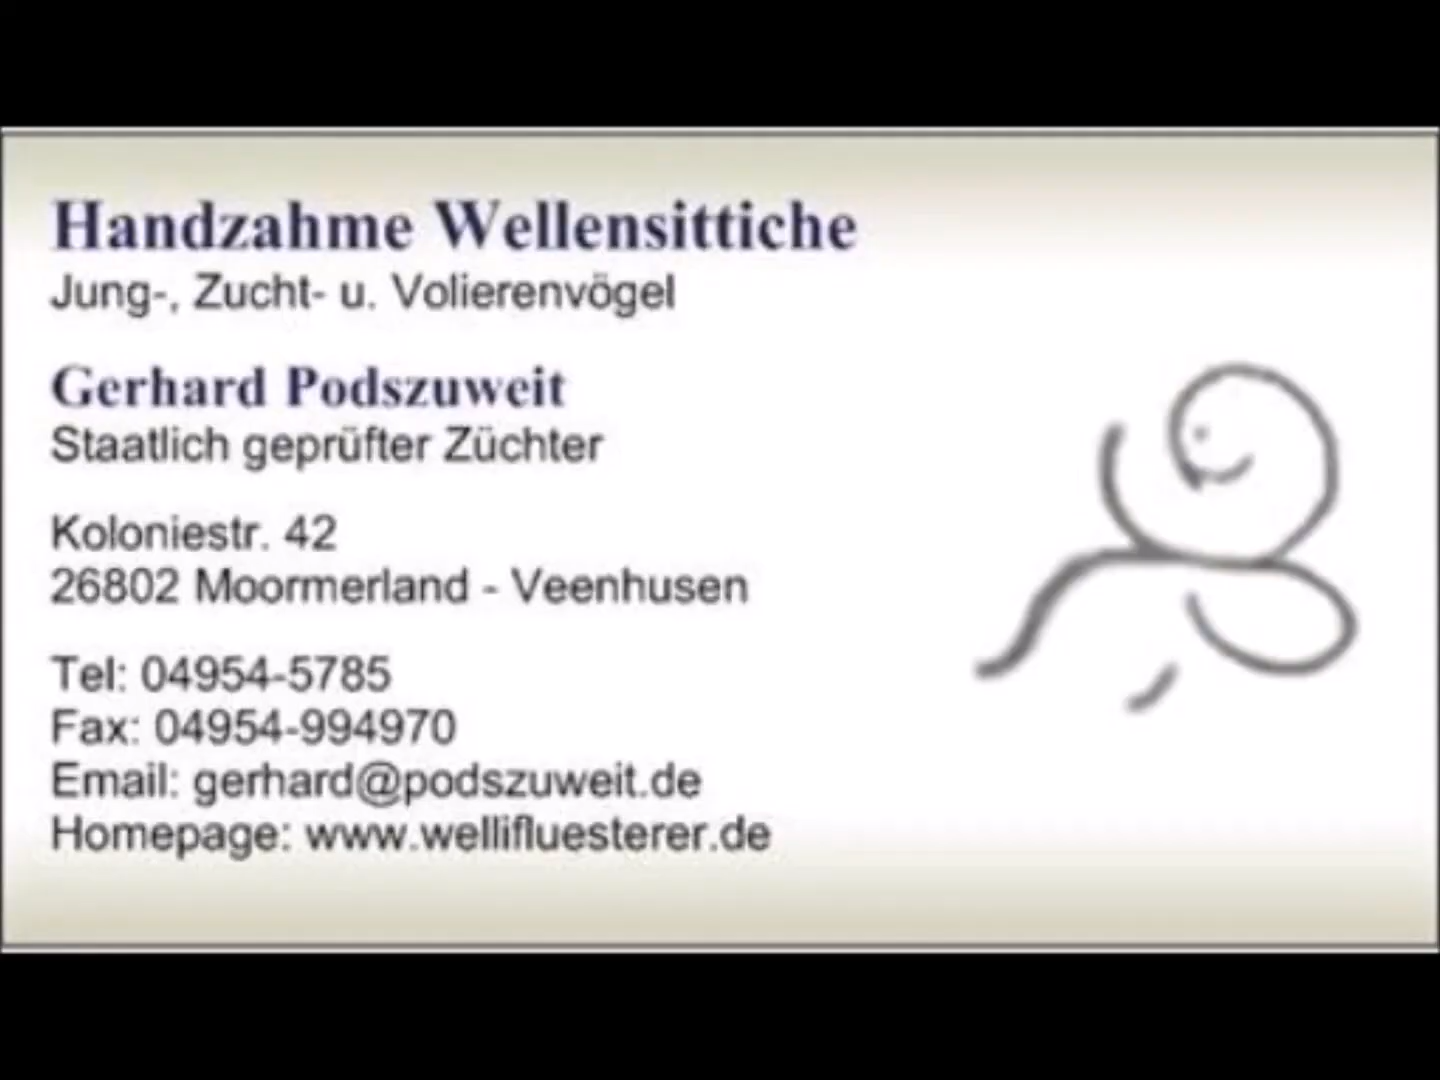 Handzahme Wellensittiche
Jung-, Zucht- u. Volierenvögel
Gerhard Podszuweit
Staatlich geprüfter Züchter
Koloniestr. 42
26802 Moormerland - Veenhusen
Tel: 04954-5785
Fax: 04954-994970
Email: gerhard@podszuweit.de
Homepage: www.wellifluesterer.de